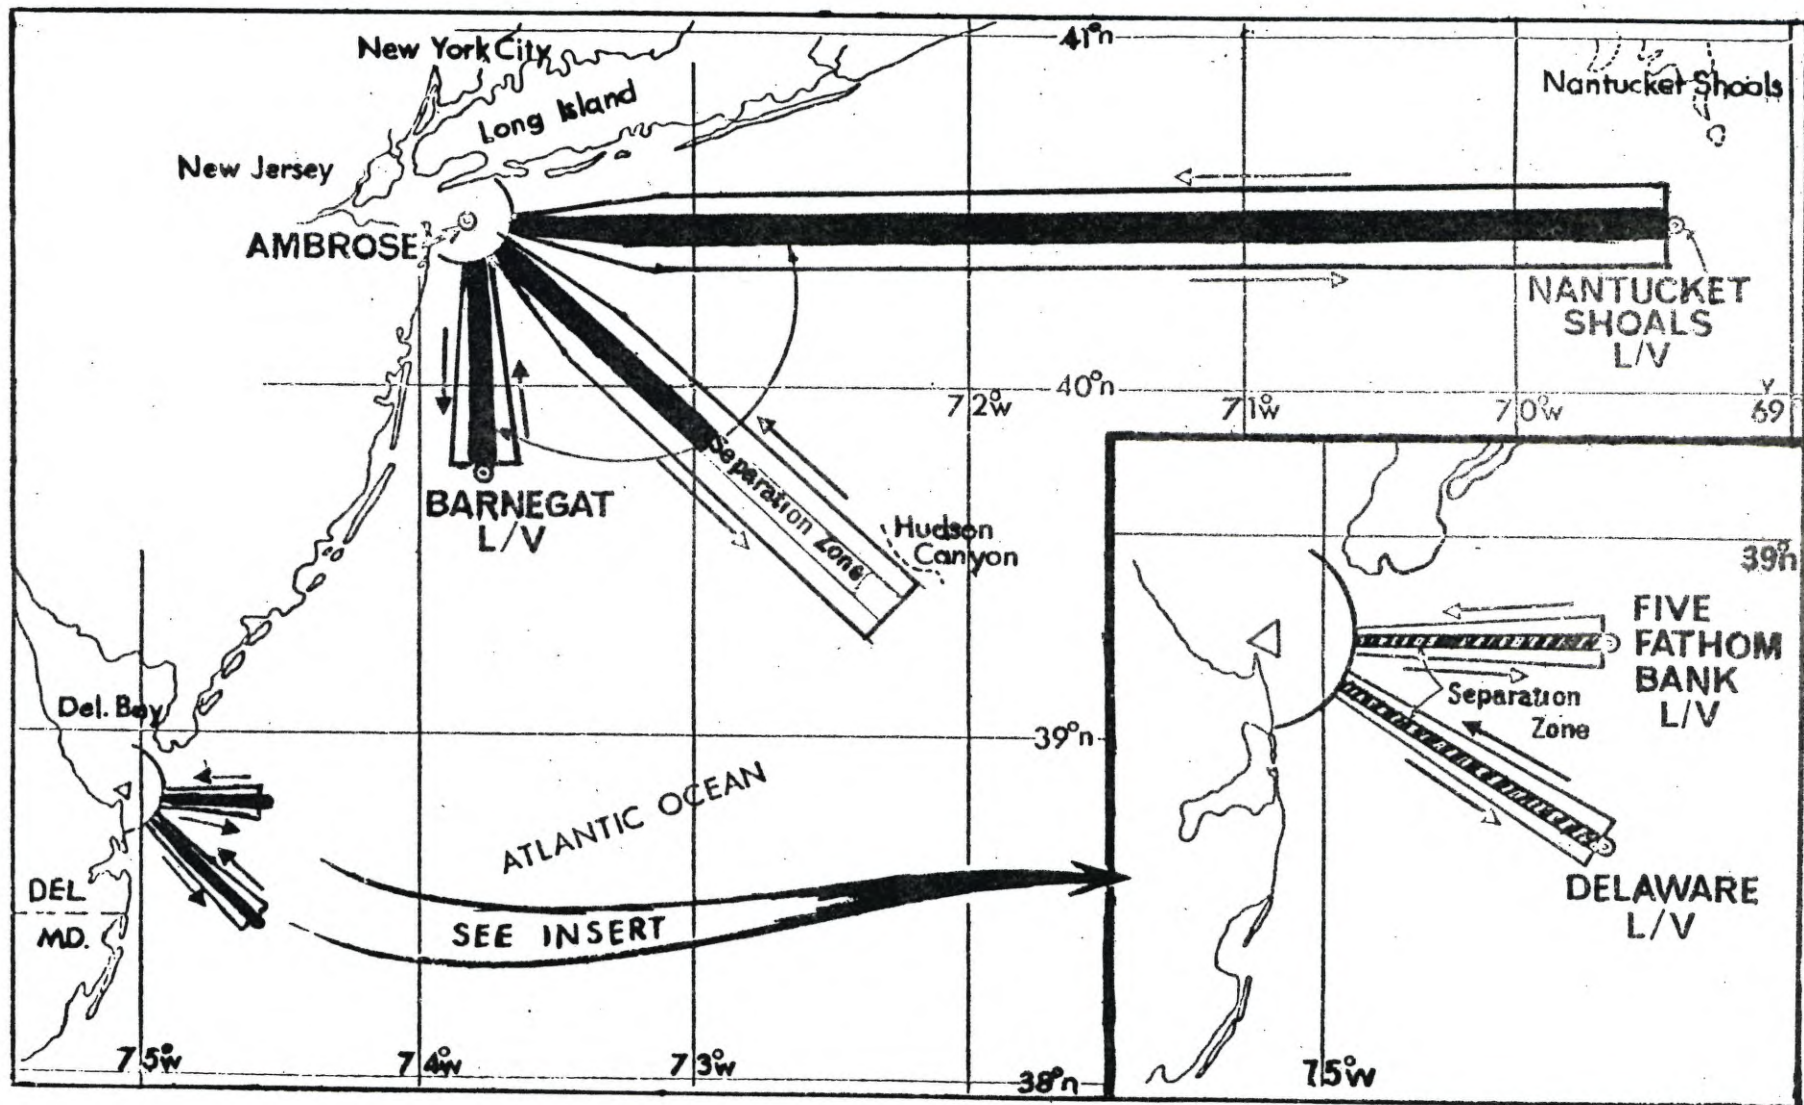 New York City
Long Island
New Jersey
AMBROSE
41°n
Nantucket Shoals
NANTUCKET
SHOALS
L/V
40°n
72°w
71°w
70°w
69
BARNEGAT
L/V
Separation Zone
Hudson
Canyon
Del. Bay
39°n
ATLANTIC OCEAN
DEL
MD.
SEE INSERT
75°w
74°w
73°w
38°n
39°n
FIVE
FATHOM
BANK
L/V
Separation
Zone
DELAWARE
L/V
75°w